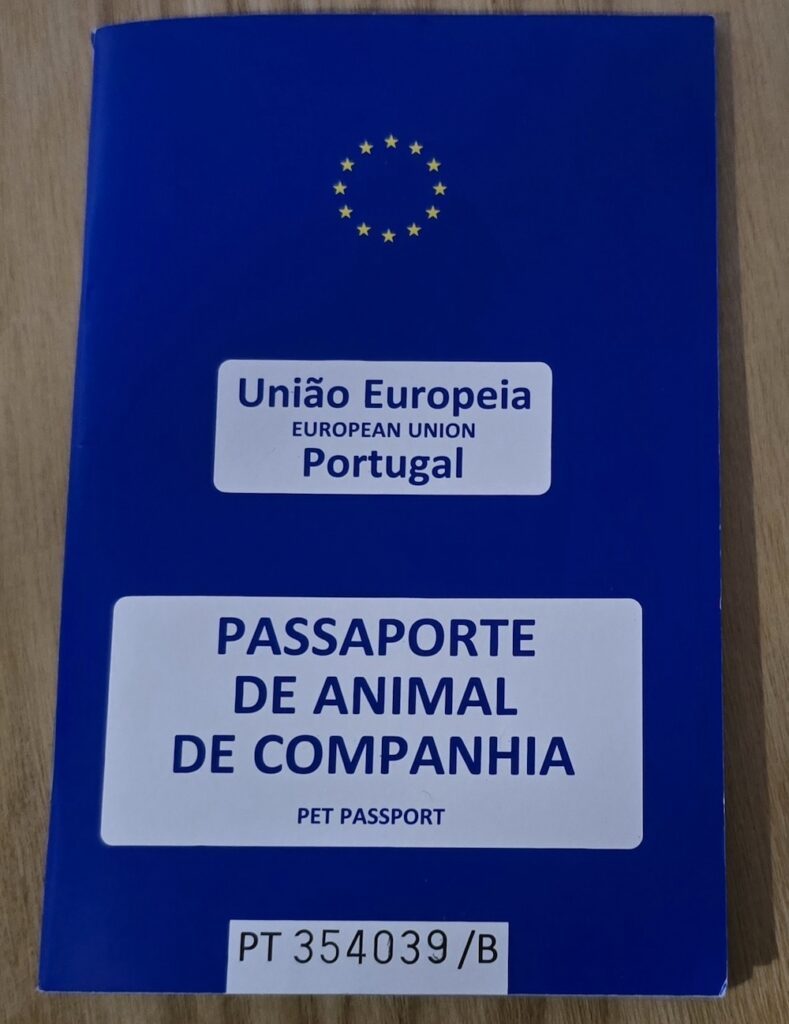 União Europeia
EUROPEAN UNION
Portugal
PASSAPORTE
DE ANIMAL
DE COMPANHIA
PET PASSPORT
PT 354039/B